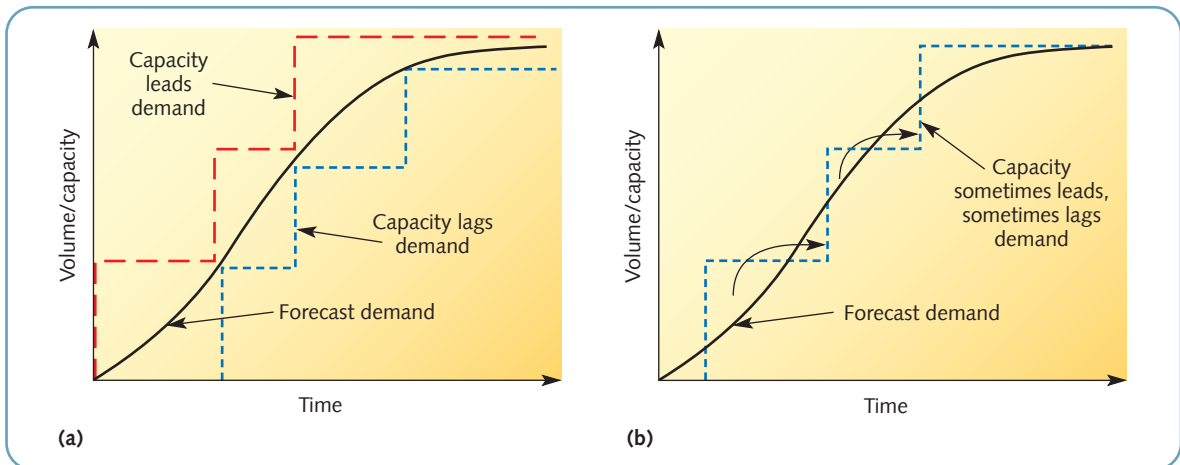 Capacity
leads
demand
Volume/capacity
Capacity lags
demand
Forecast demand
Time
(a)
Volume/capacity
Capacity
sometimes leads,
sometimes lags
demand
Forecast demand
Time
(b)